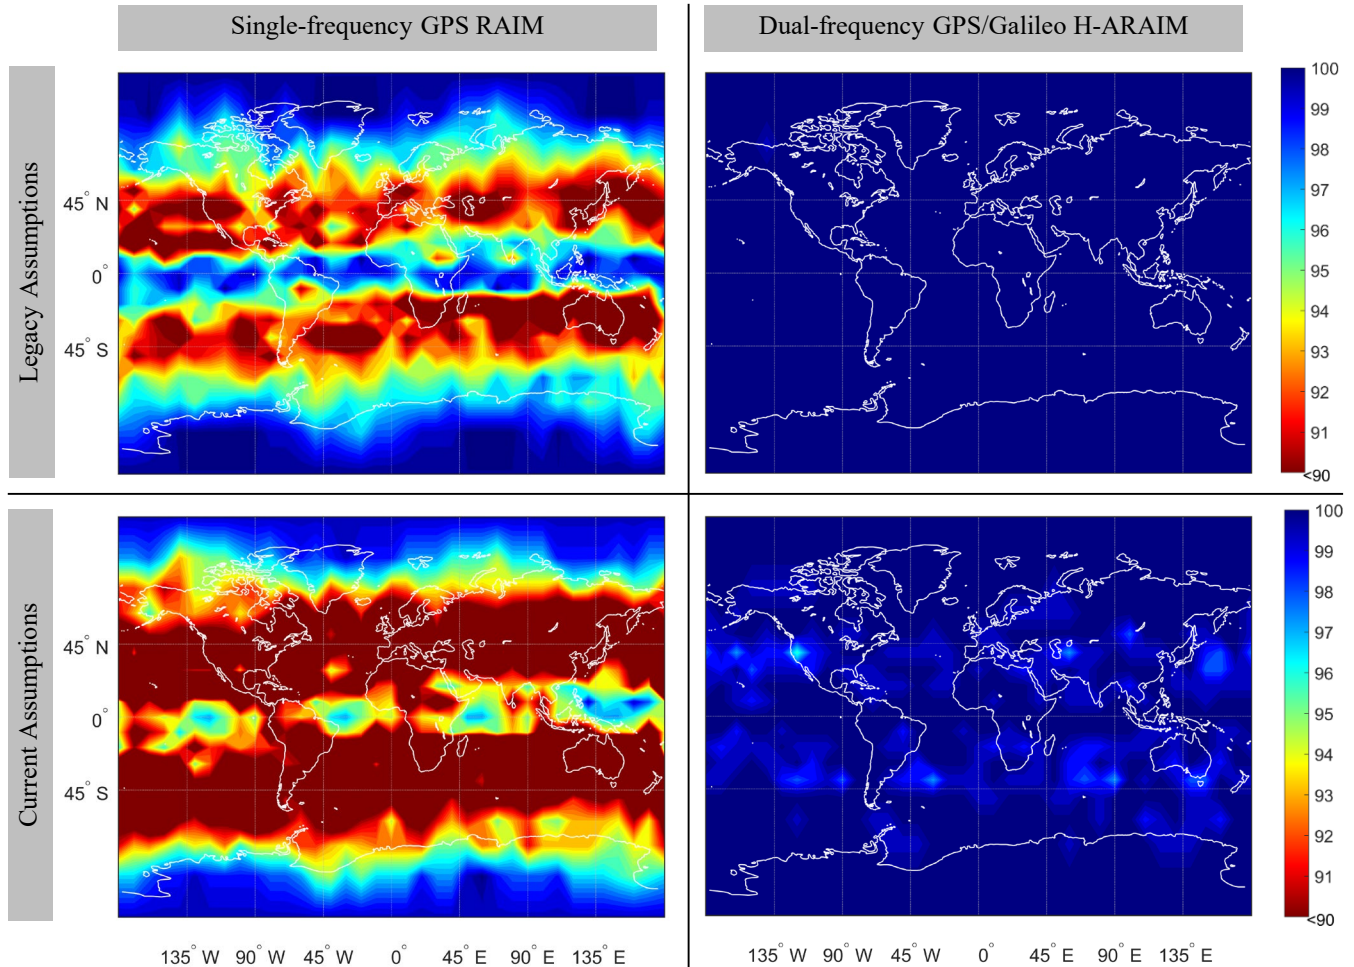 Single-frequency GPS RAIM
Dual-frequency GPS/Galileo H-ARAIM
Legacy Assumptions
45° N
0°
45° S
100
99
98
97
96
95
94
93
92
91
<90
Current Assumptions
45° N
0°
45° S
100
99
98
97
96
95
94
93
92
91
<90
135° W 90° W 45° W 0° 45° E 90° E 135° E
135° W 90° W 45° W 0° 45° E 90° E 135° E